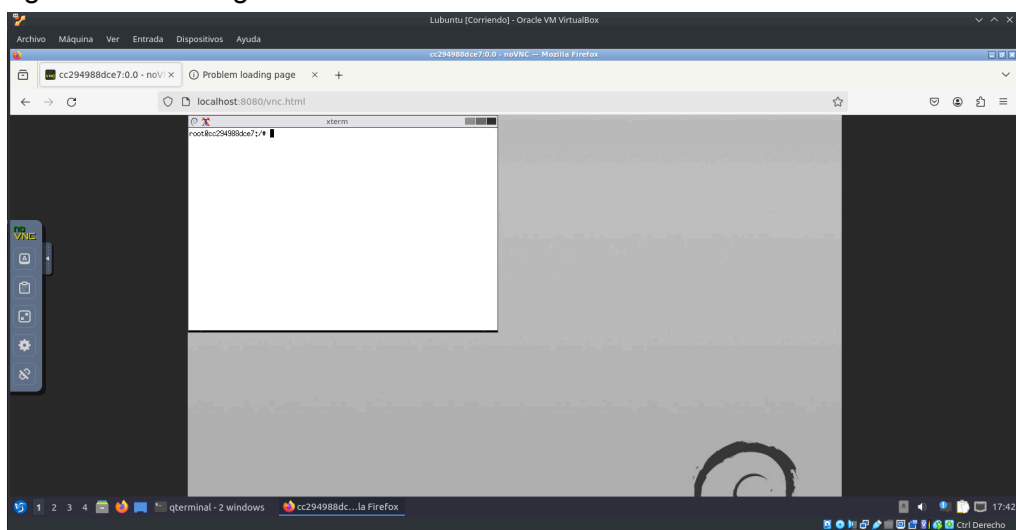 Lubuntu [Corriendo] - Oracle VM VirtualBox
Archivo Máquina Ver Entrada Dispositivos Ayuda
cc294988dce7:0.0 - noVNC — Mozilla Firefox
cc294988dce7:0.0 - noV Problem loading page
localhost:8080/vnc.html
xterm
root@cc294988dce7:/#
no
VNC
A
1 2 3 4 qterminal - 2 windows cc294988dc...la Firefox 17:42
Ctrl Derecho